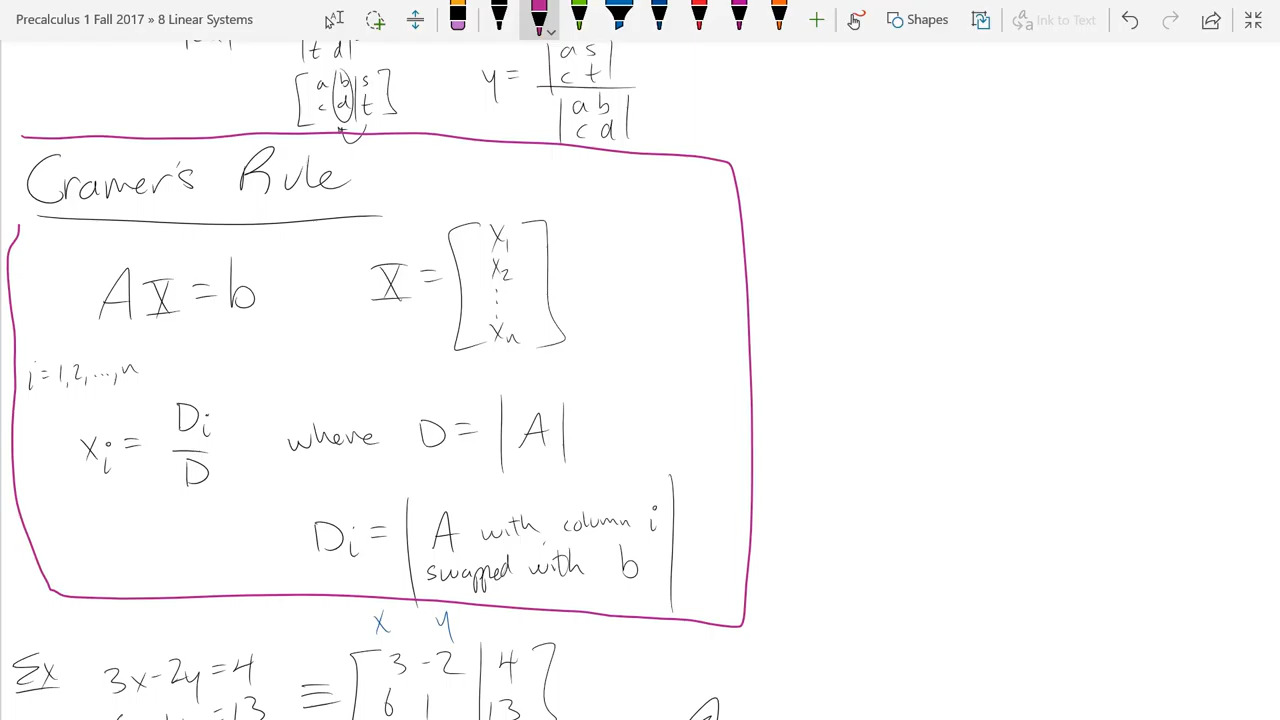 Precalculus 1 Fall 2017 » 8 Linear Systems
Shapes
Ink to Text
|t d|
[a b | s
c d | t]
y = |a s
c t|
|a b
c d|
Cramer's Rule
AX = b
X = [x₁
x₂
⋮
xₙ]
i = 1,2,...,n
xᵢ = Dᵢ / D where D = |A|
Dᵢ = |A with column i
swapped with b|
x y
Ex 3x-2y=4 ≡ [3 -2 | 4
=13 6 1 | 13